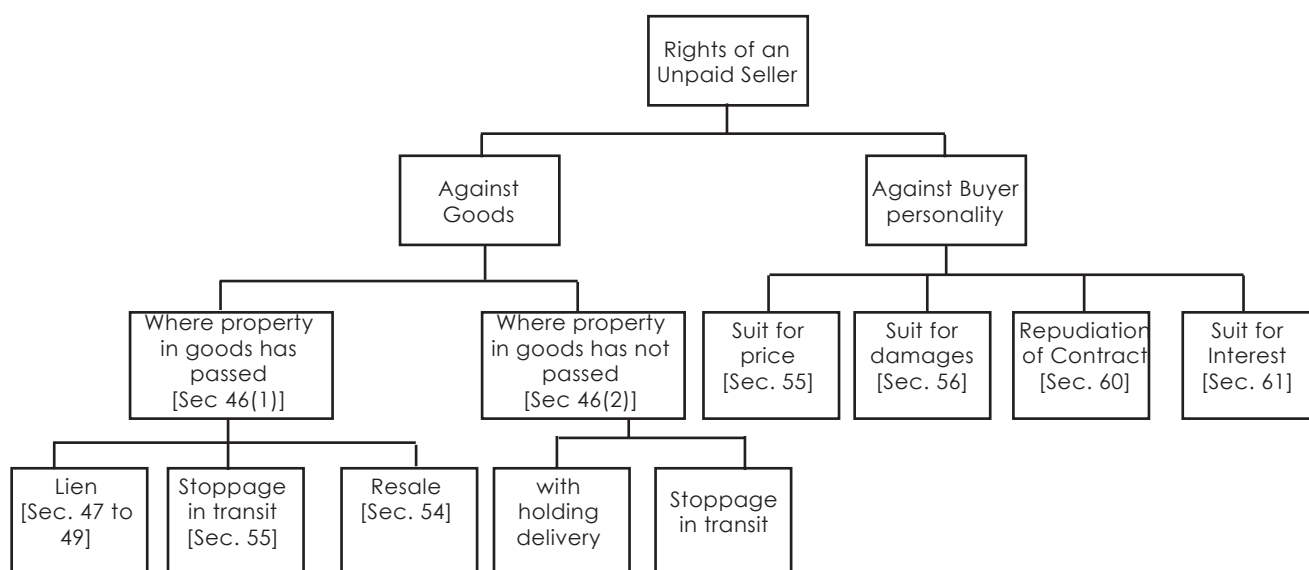 Rights of an
Unpaid Seller
Against
Goods
Against Buyer
personality
Where property
in goods has
passed
[Sec 46(1)]
Where property
in goods has not
passed
[Sec 46(2)]
Suit for
price
[Sec. 55]
Suit for
damages
[Sec. 56]
Repudiation
of Contract
[Sec. 60]
Suit for
Interest
[Sec. 61]
Lien
[Sec. 47 to
49]
Stoppage
in transit
[Sec. 55]
Resale
[Sec. 54]
with
holding
delivery
Stoppage
in transit